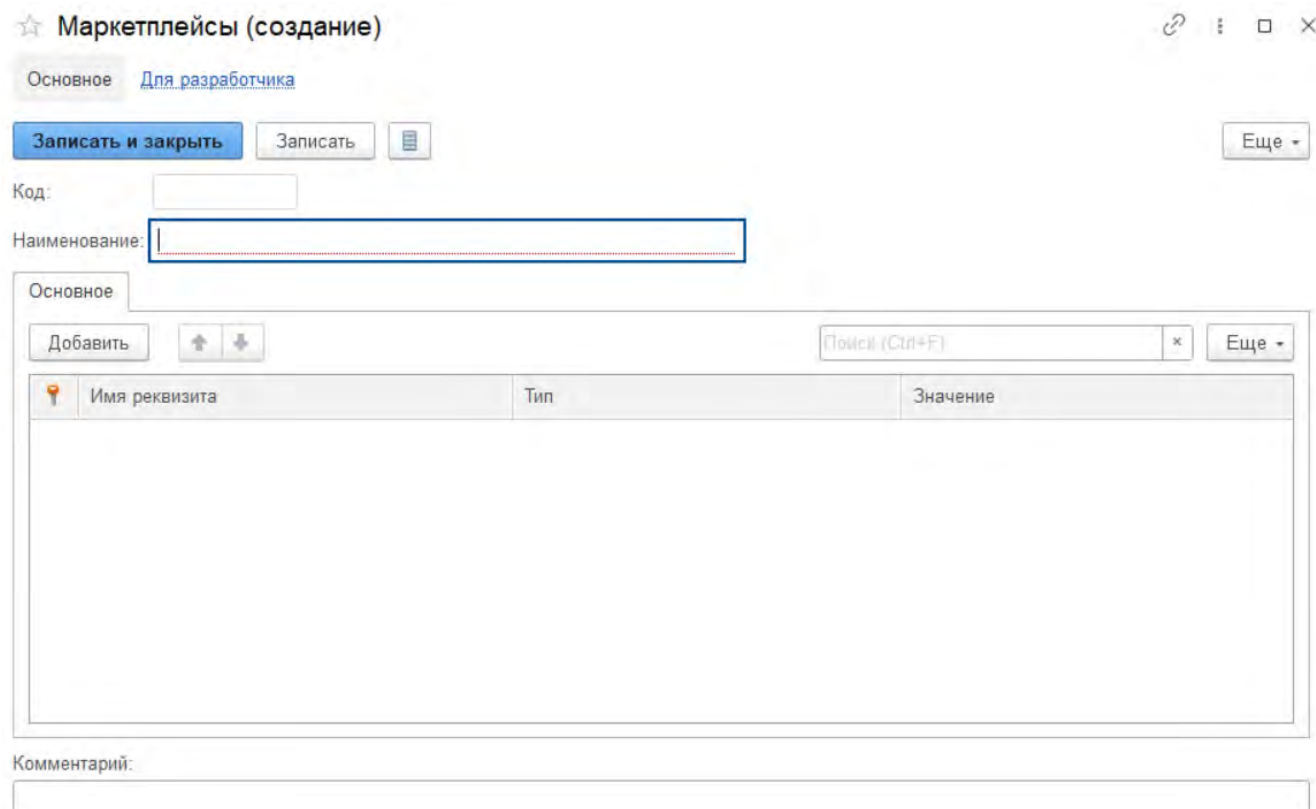 Маркетплейсы (создание)
Основное Для разработчика
Записать и закрыть Записать Еще
Код:
Наименование:
Основное
Добавить Поиск (Ctrl+F) × Еще
Имя реквизита Тип Значение
Комментарий: